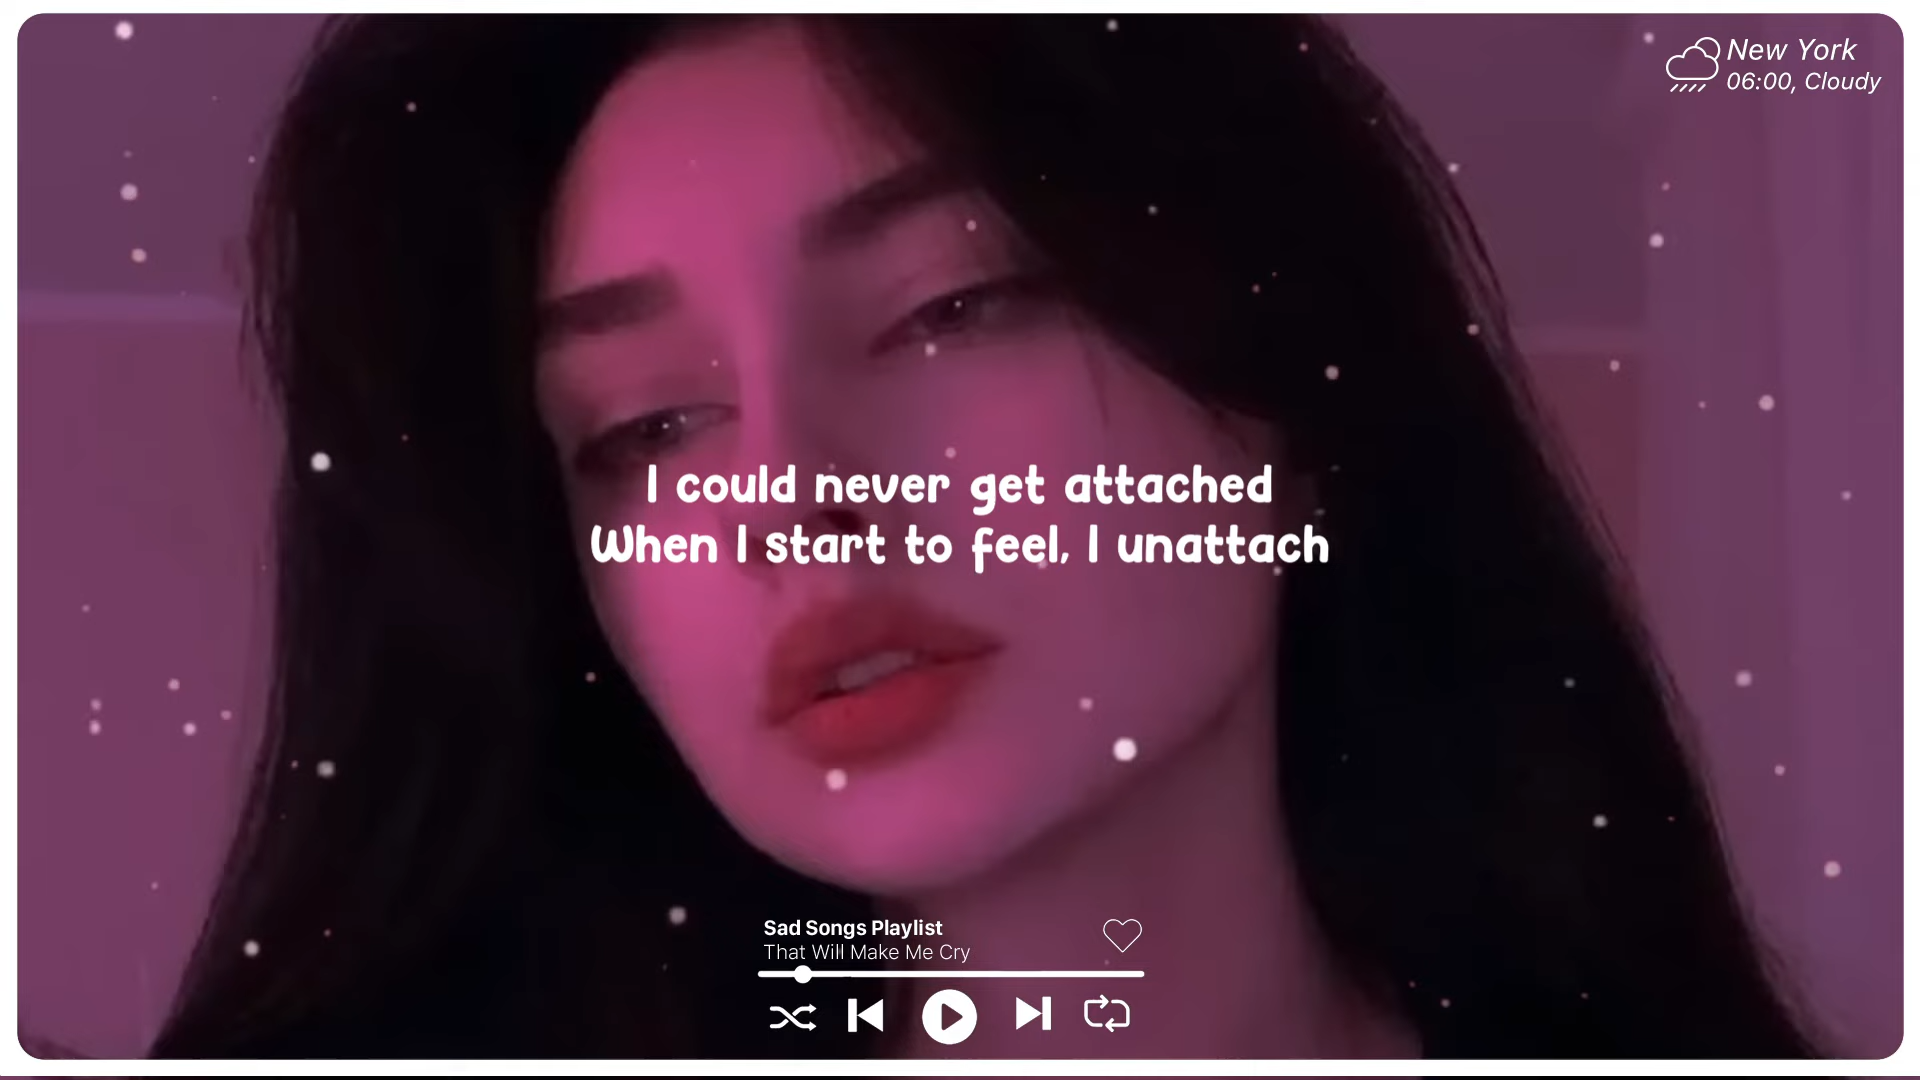 New York
06:00, Cloudy
I could never get attached
When I start to feel, I unattach
Sad Songs Playlist
That Will Make Me Cry